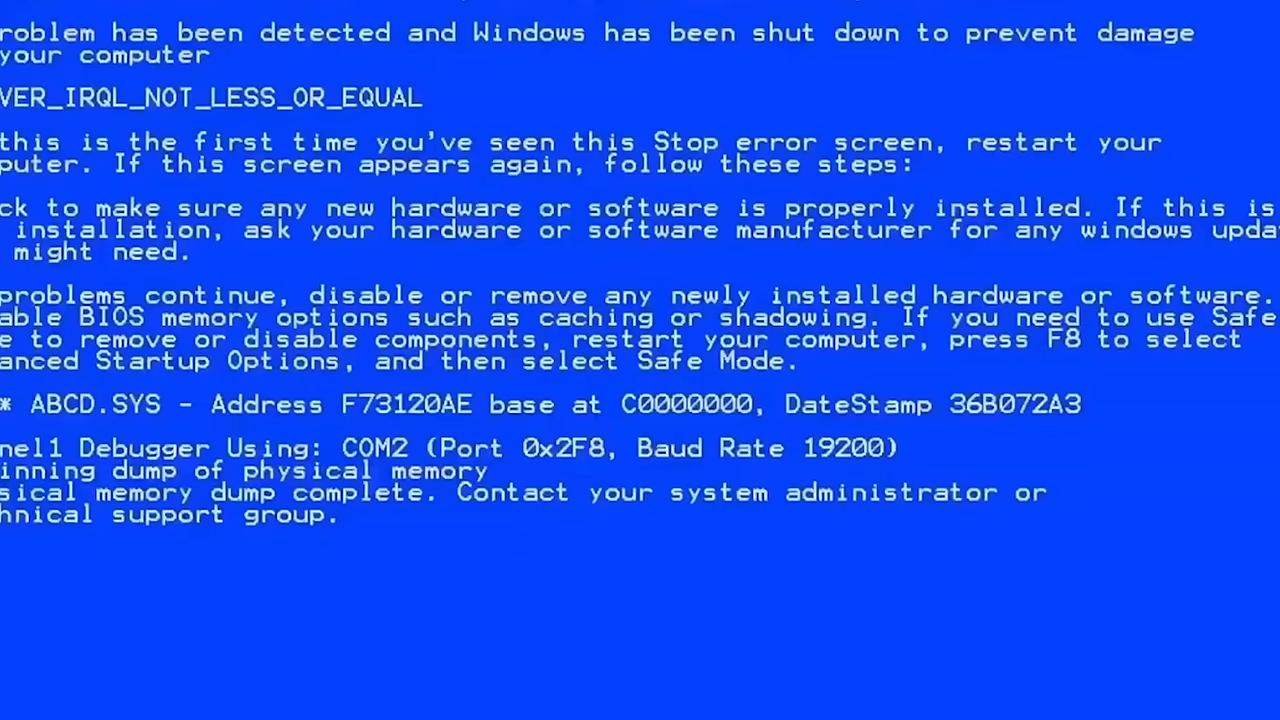 roblem has been detected and Windows has been shut down to prevent damage
your computer
VER_IRQL_NOT_LESS_OR_EQUAL
this is the first time you've seen this Stop error screen, restart your
puter. If this screen appears again, follow these steps:
ck to make sure any new hardware or software is properly installed. If this is
installation, ask your hardware or software manufacturer for any windows upda
might need.
problems continue, disable or remove any newly installed hardware or software.
able BIOS memory options such as caching or shadowing. If you need to use Safe
e to remove or disable components, restart your computer, press F8 to select
anced Startup Options, and then select Safe Mode.
* ABCD.SYS - Address F73120AE base at C0000000, DateStamp 36B072A3
nel1 Debugger Using: COM2 (Port 0x2F8, Baud Rate 19200)
inning dump of physical memory
sical memory dump complete. Contact your system administrator or
hnical support group.